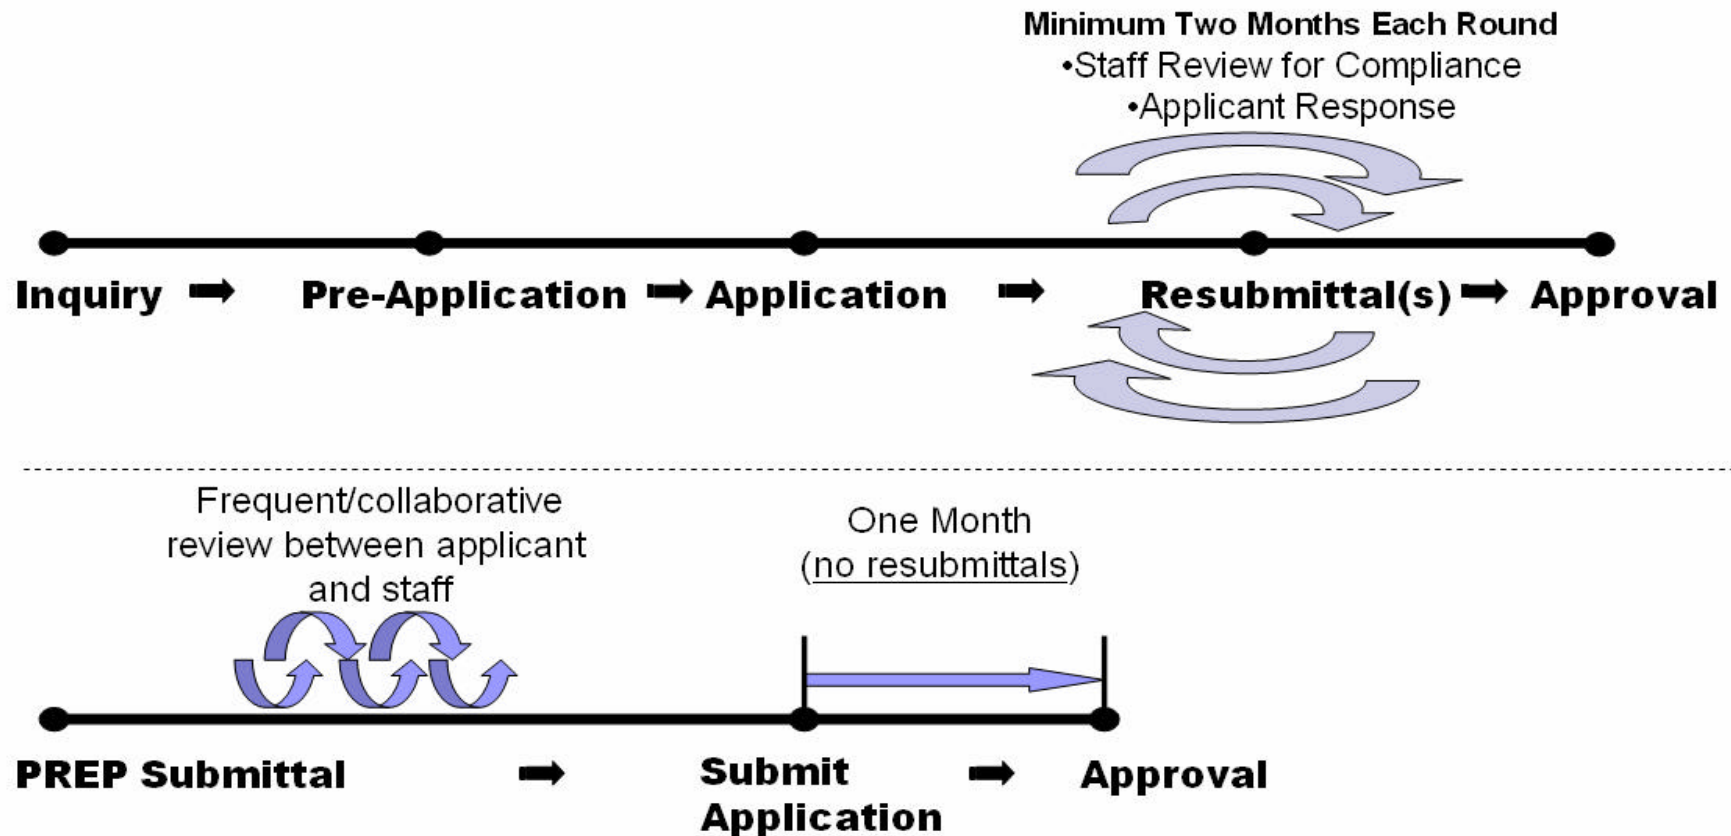 Minimum Two Months Each Round
•Staff Review for Compliance
•Applicant Response
Inquiry ➡ Pre-Application ➡ Application ➡ Resubmittal(s) ➡ Approval
Frequent/collaborative
review between applicant
and staff
One Month
(no resubmittals)
PREP Submittal ➡ Submit ➡ Approval
Application